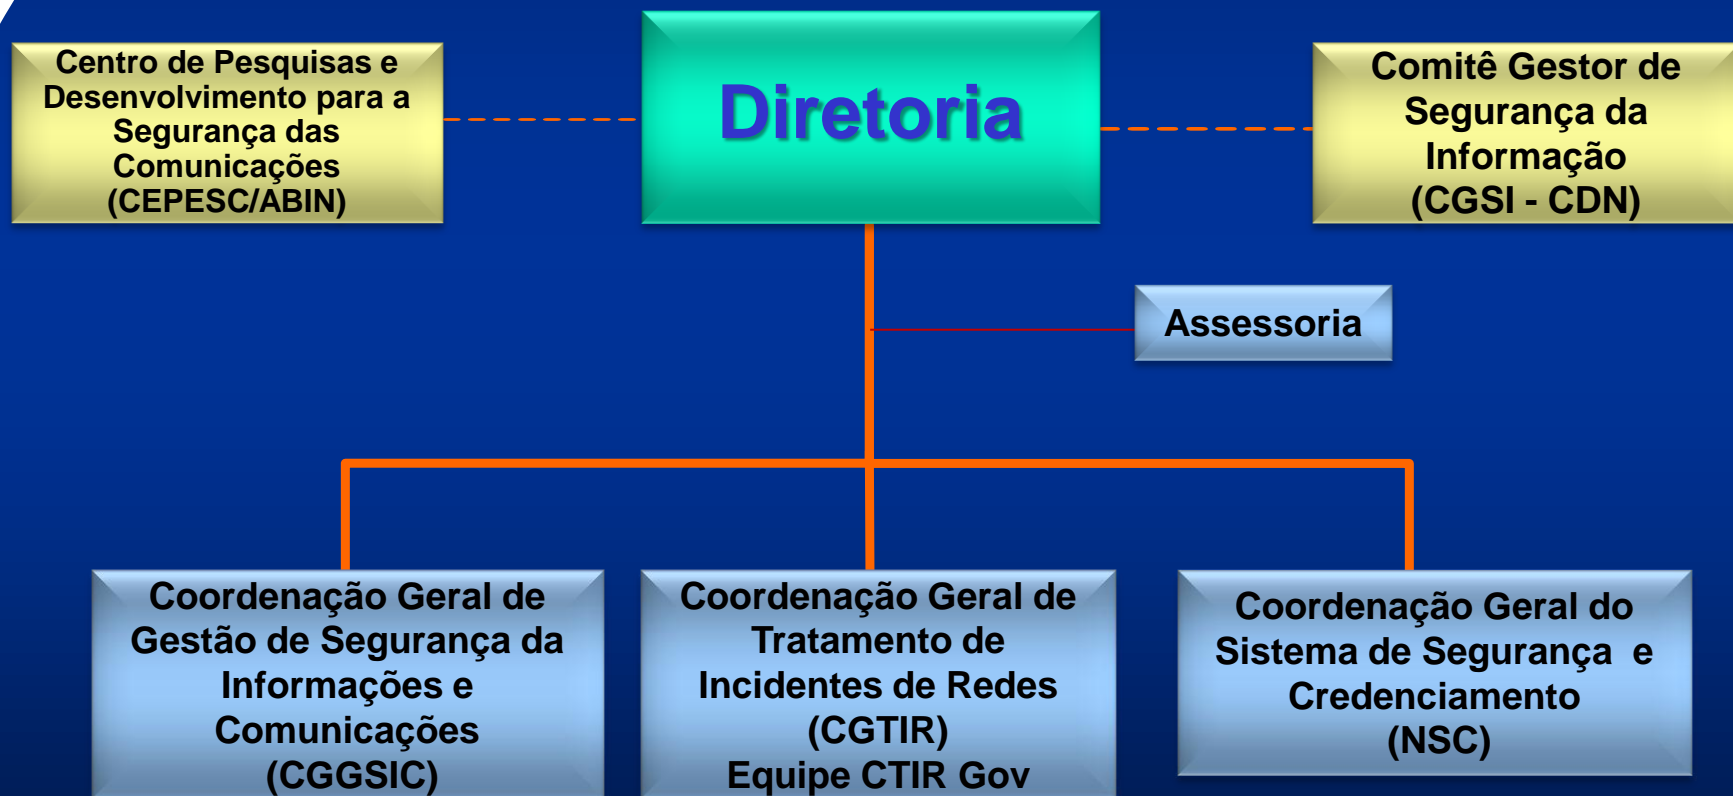 Centro de Pesquisas e
Desenvolvimento para a
Segurança das
Comunicações
(CEPESC/ABIN)
Diretoria
Comitê Gestor de
Segurança da
Informação
(CGSI - CDN)
Assessoria
Coordenação Geral de
Gestão de Segurança da
Informações e
Comunicações
(CGGSIC)
Coordenação Geral de
Tratamento de
Incidentes de Redes
(CGTIR)
Equipe CTIR Gov
Coordenação Geral do
Sistema de Segurança e
Credenciamento
(NSC)